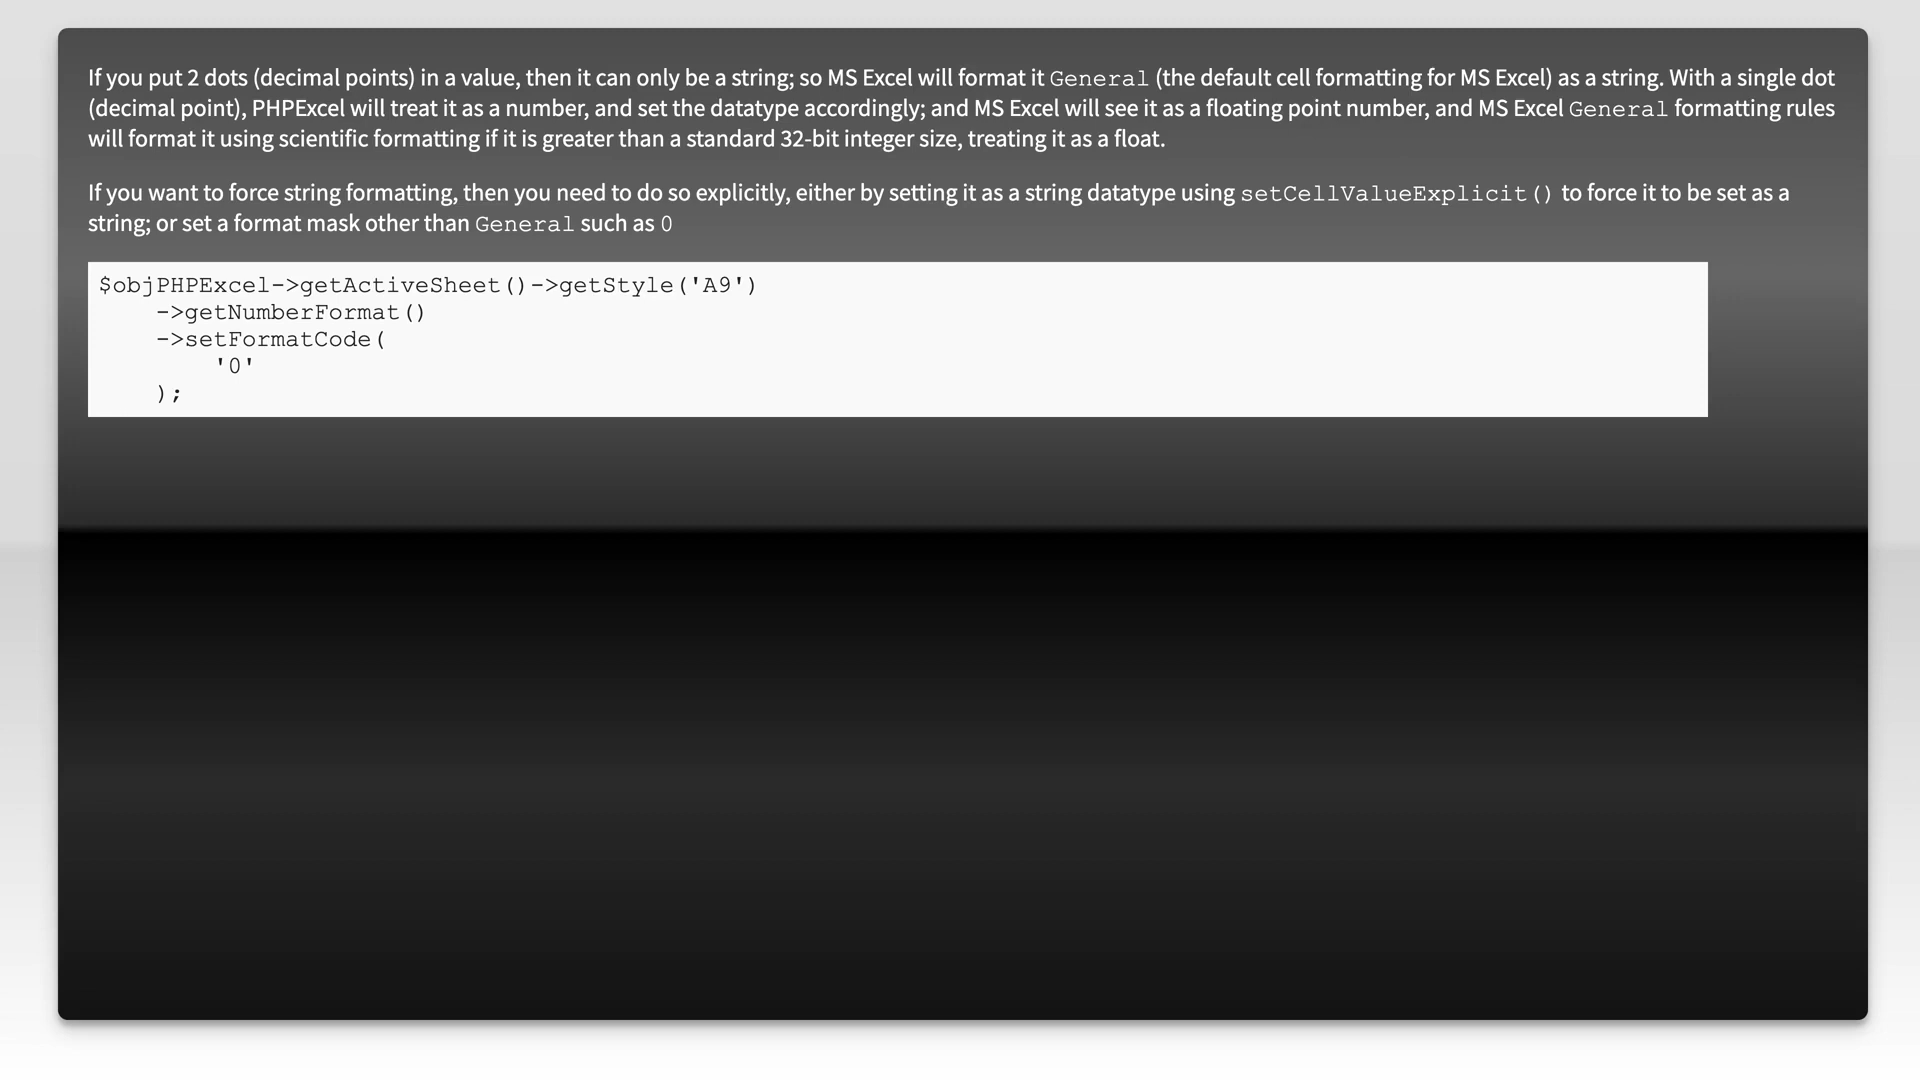 If you put 2 dots (decimal points) in a value, then it can only be a string; so MS Excel will format it General (the default cell formatting for MS Excel) as a string. With a single dot
(decimal point), PHPExcel will treat it as a number, and set the datatype accordingly; and MS Excel will see it as a floating point number, and MS Excel General formatting rules
will format it using scientific formatting if it is greater than a standard 32-bit integer size, treating it as a float.
If you want to force string formatting, then you need to do so explicitly, either by setting it as a string datatype using setCellValueExplicit() to force it to be set as a
string; or set a format mask other than General such as 0
$objPHPExcel->getActiveSheet()->getStyle('A9')
    ->getNumberFormat()
    ->setFormatCode(
        '0'
    );